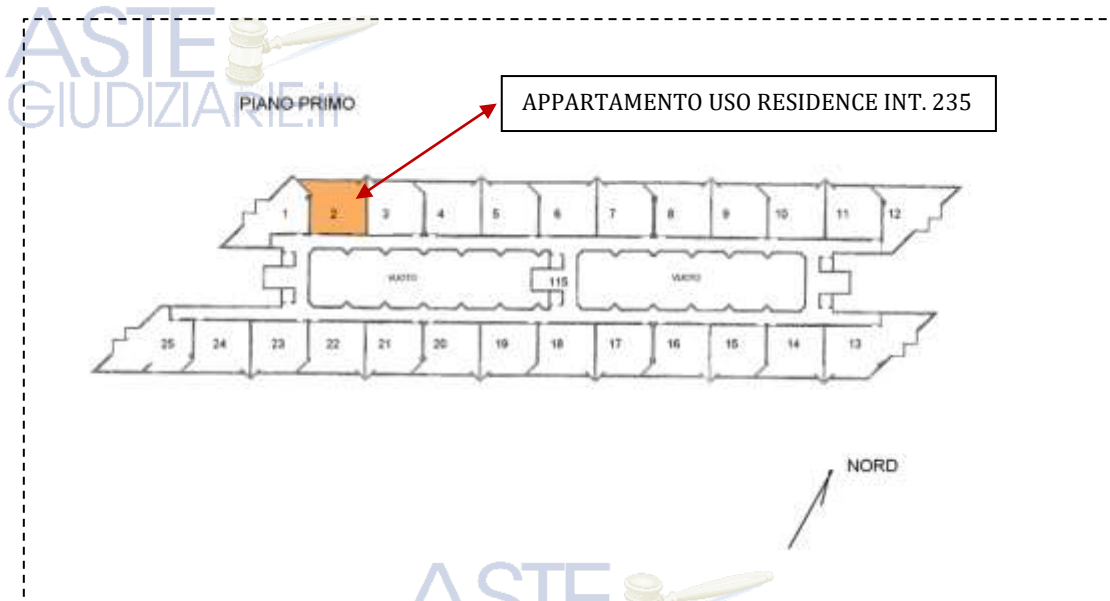 ASTE
GIUDIZIARIE.it
PIANO PRIMO
APPARTAMENTO USO RESIDENCE INT. 235
1 2 3 4 5 6 7 8 9 10 11 12
VUOTO 115 VUOTO
25 24 23 22 21 20 19 18 17 16 15 14 13
NORD
ASTE